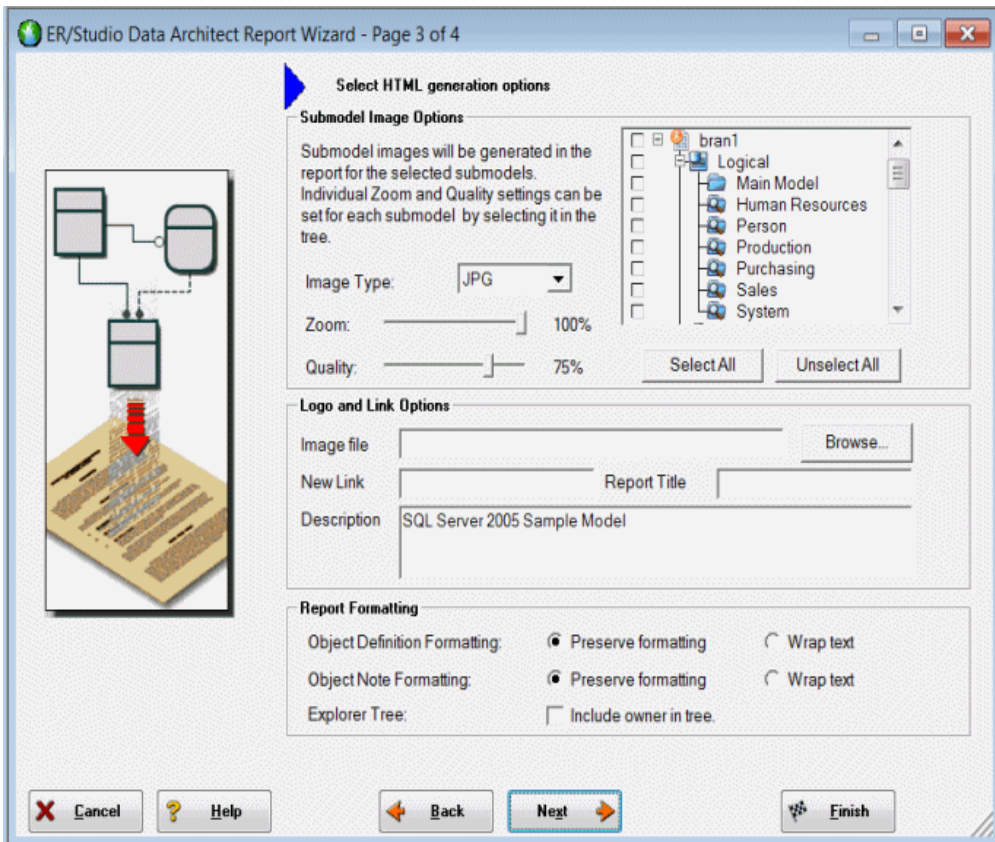 ER/Studio Data Architect Report Wizard - Page 3 of 4
Select HTML generation options
Submodel Image Options
Submodel images will be generated in the
report for the selected submodels.
Individual Zoom and Quality settings can be
set for each submodel by selecting it in the
tree.
bran1
Logical
Main Model
Human Resources
Person
Production
Purchasing
Sales
System
Image Type: JPG
Zoom: 100%
Quality: 75%
Select All Unselect All
Logo and Link Options
Image file Browse...
New Link Report Title
Description SQL Server 2005 Sample Model
Report Formatting
Object Definition Formatting: Preserve formatting Wrap text
Object Note Formatting: Preserve formatting Wrap text
Explorer Tree: Include owner in tree.
Cancel Help Back Next Finish